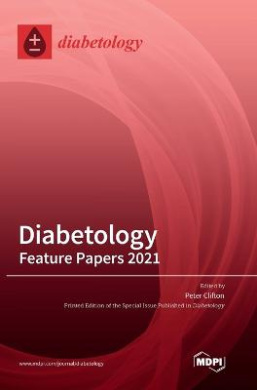 diabetology
Diabetology
Feature Papers 2021
Edited by
Peter Clifton
Printed Edition of the Special Issue Published in Diabetology
www.mdpi.com/journal/diabetology
MDPI